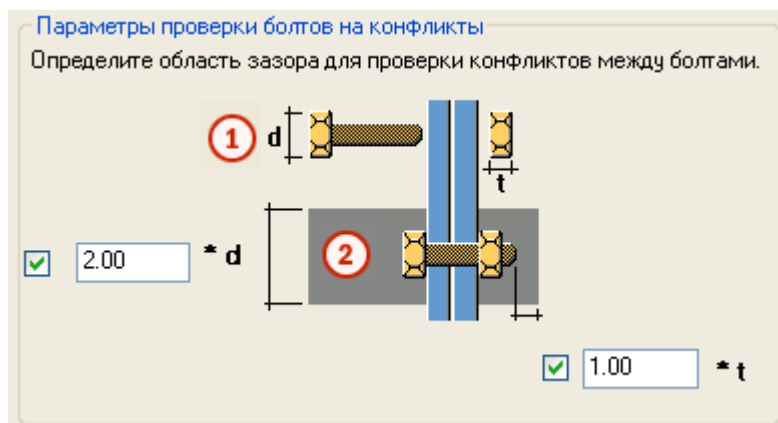 Параметры проверки болтов на конфликты
Определите область зазора для проверки конфликтов между болтами.
1 d
t
2.00 * d 2
1.00 * t